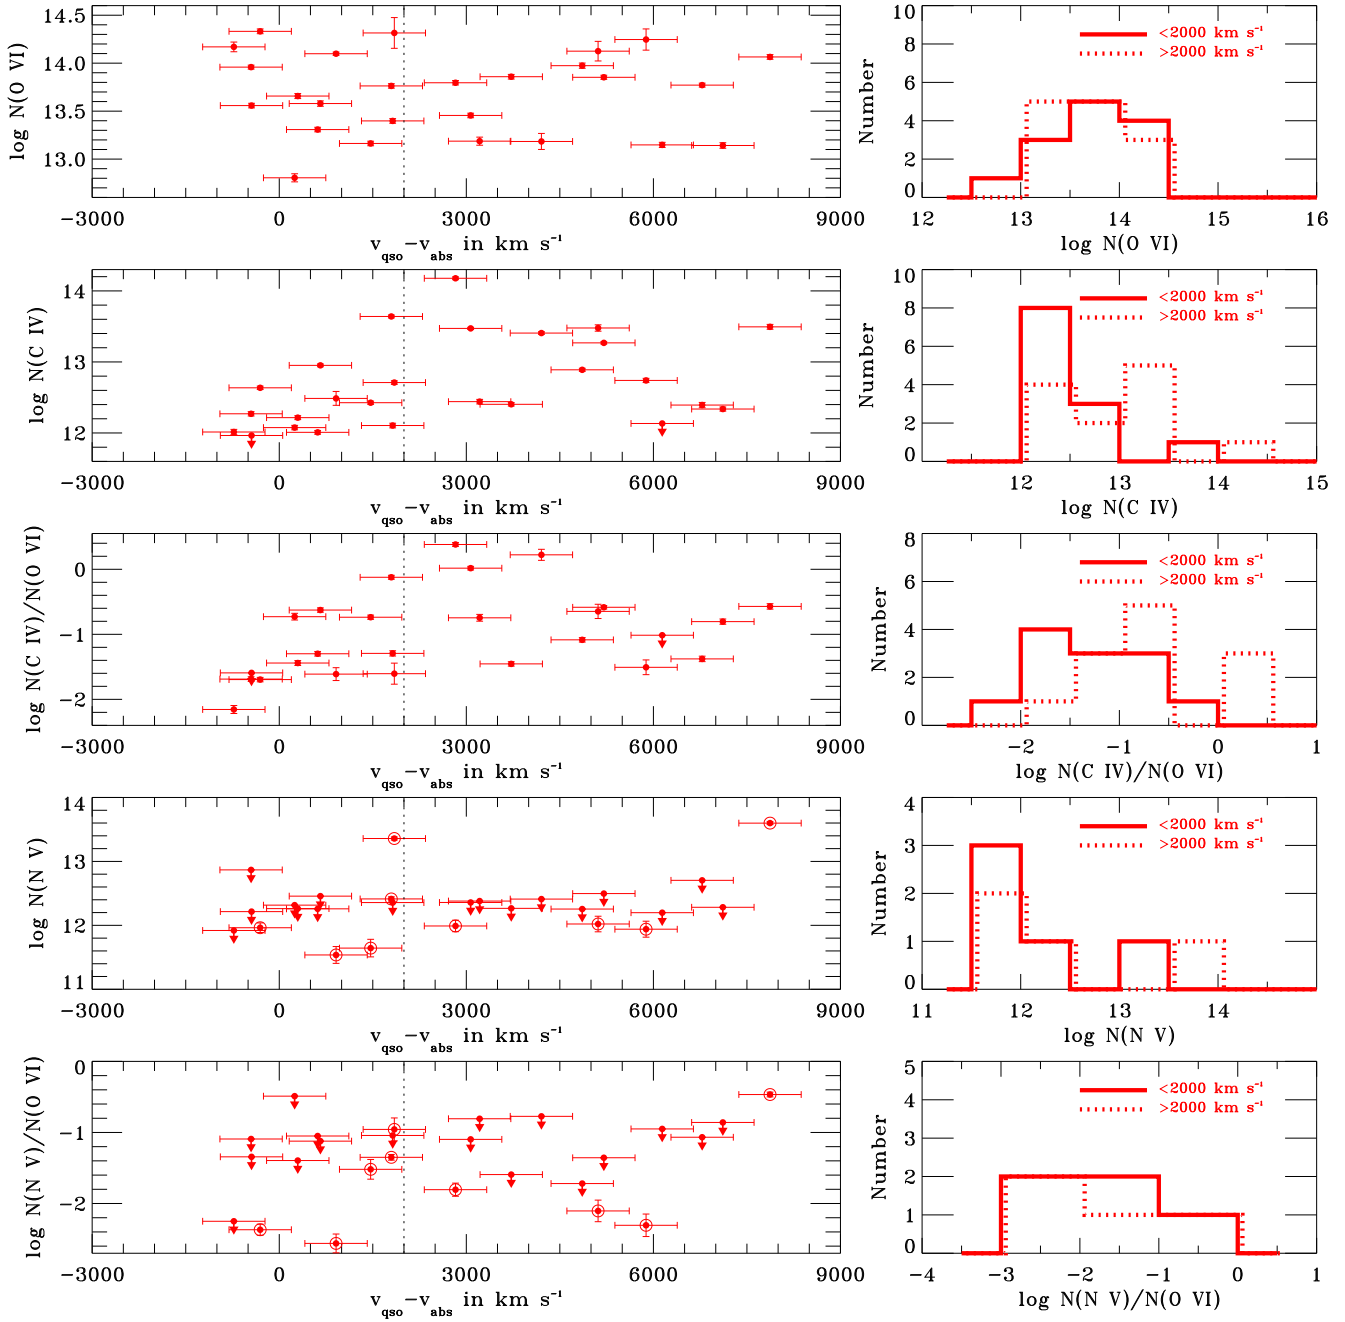 14.5
14.0
13.5
13.0
log N(O VI)
−3000 0 3000 6000 9000
v_qso−v_abs in km s⁻¹
10
8
6
4
2
0
Number
<2000 km s⁻¹
>2000 km s⁻¹
12 13 14 15 16
log N(O VI)
14
13
12
log N(C IV)
−3000 0 3000 6000 9000
v_qso−v_abs in km s⁻¹
10
8
6
4
2
0
Number
<2000 km s⁻¹
>2000 km s⁻¹
12 13 14 15
log N(C IV)
0
−1
−2
log N(C IV)/N(O VI)
−3000 0 3000 6000 9000
v_qso−v_abs in km s⁻¹
8
6
4
2
0
Number
<2000 km s⁻¹
>2000 km s⁻¹
−2 −1 0 1
log N(C IV)/N(O VI)
14
13
12
11
log N(N V)
−3000 0 3000 6000 9000
v_qso−v_abs in km s⁻¹
4
3
2
1
0
Number
<2000 km s⁻¹
>2000 km s⁻¹
11 12 13 14
log N(N V)
0
−1
−2
log N(N V)/N(O VI)
−3000 0 3000 6000 9000
v_qso−v_abs in km s⁻¹
5
4
3
2
1
0
Number
<2000 km s⁻¹
>2000 km s⁻¹
−4 −3 −2 −1 0 1
log N(N V)/N(O VI)